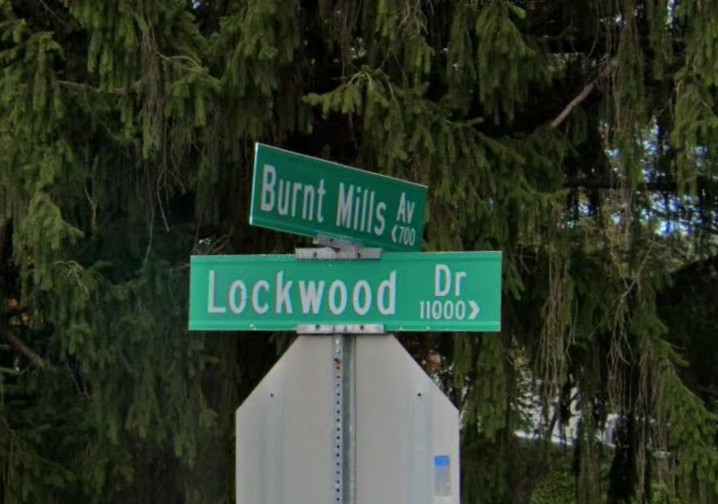 Burnt Mills Av
<700
Lockwood Dr
11000>